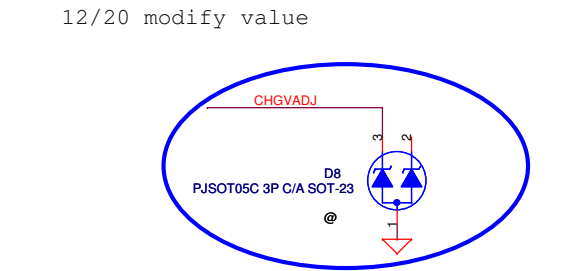 12/20 modify value
CHGVADJ
3
2
D8
PJSOT05C 3P C/A SOT-23
@
1